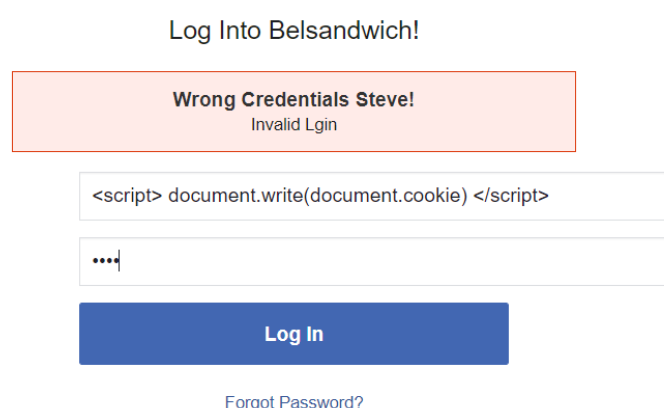 Log Into Belsandwich!
Wrong Credentials Steve!
Invalid Lgin
<script> document.write(document.cookie) </script>
••••
Log In
Forgot Password?